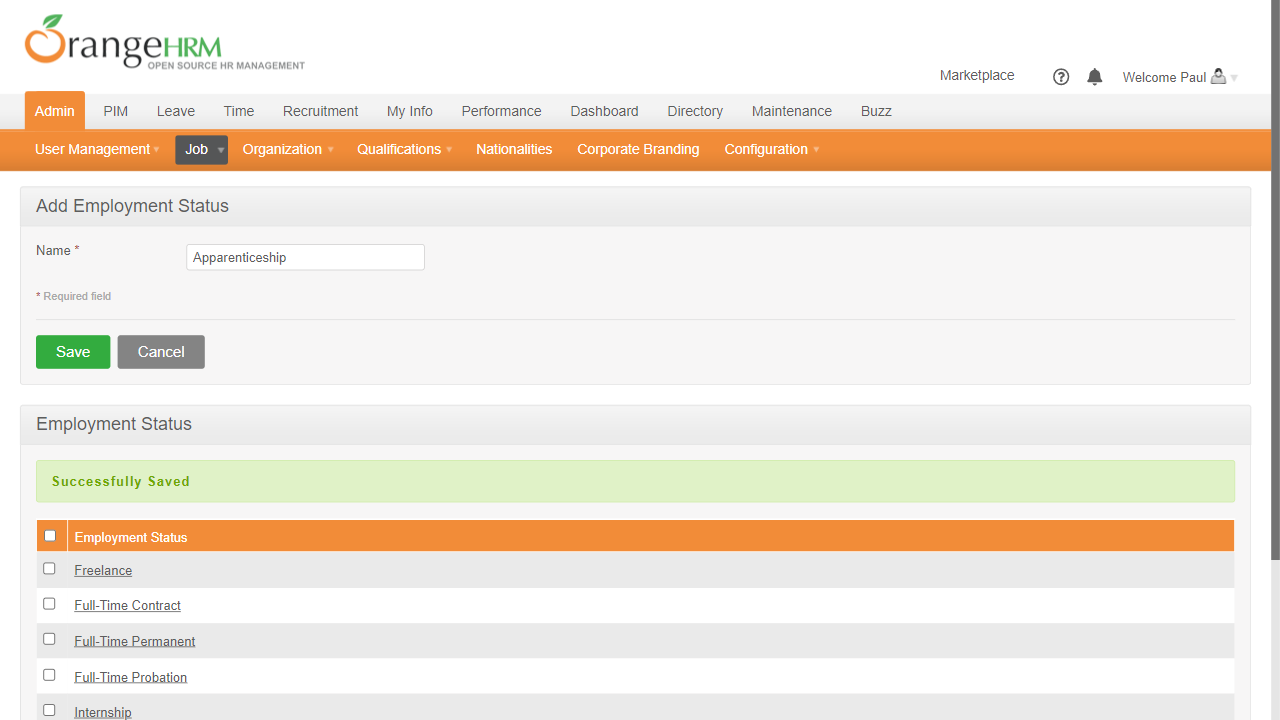 OrangeHRM
OPEN SOURCE HR MANAGEMENT
Marketplace
Welcome Paul
Admin PIM Leave Time Recruitment My Info Performance Dashboard Directory Maintenance Buzz
User Management Job Organization Qualifications Nationalities Corporate Branding Configuration
Add Employment Status
Name * Apparenticeship
* Required field
Save Cancel
Employment Status
Successfully Saved
Employment Status
Freelance
Full-Time Contract
Full-Time Permanent
Full-Time Probation
Internship